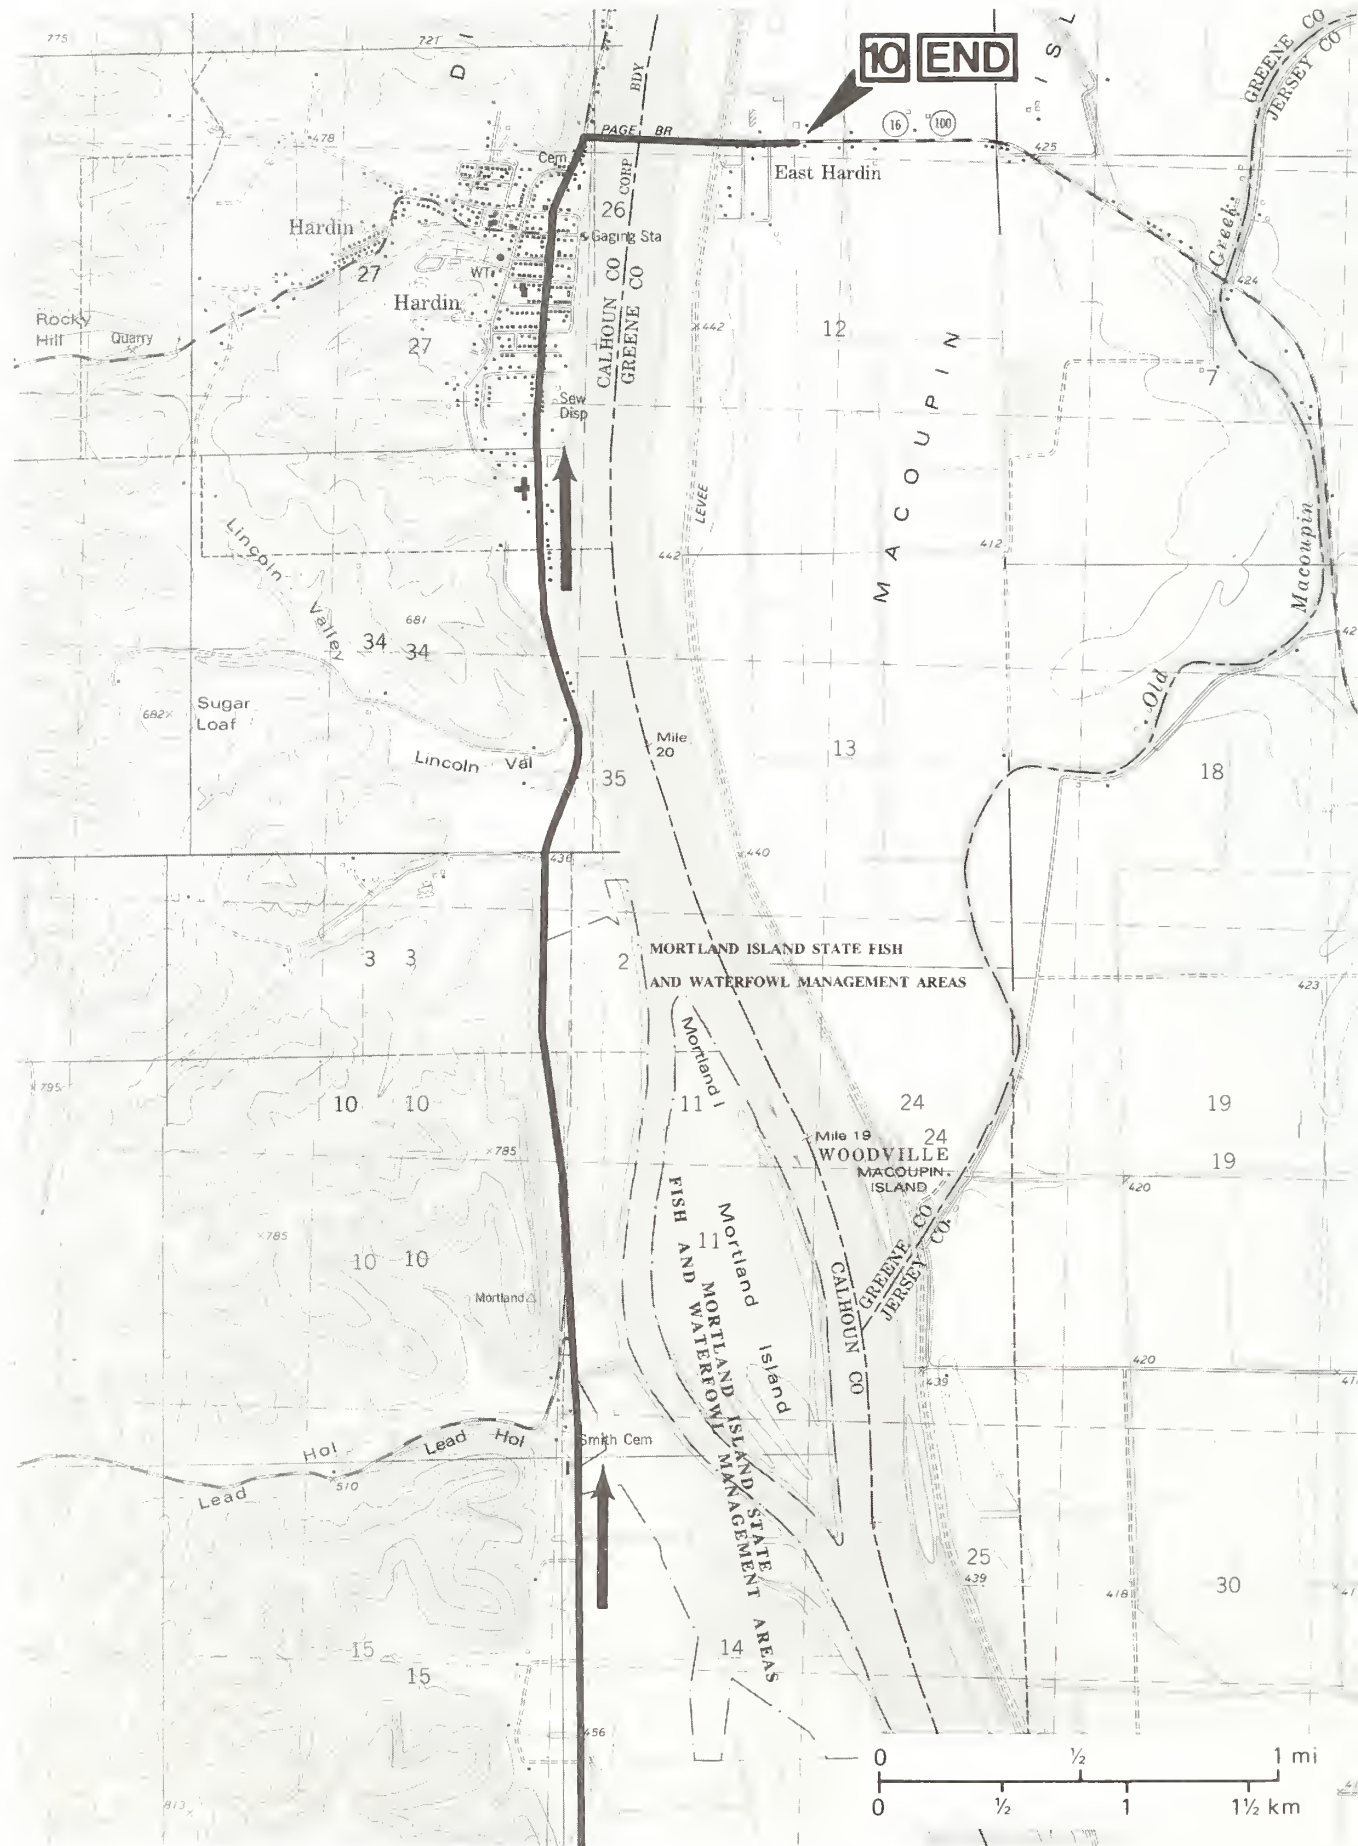 775
721
D I
BDY
10 END
I S L
GREENE CO
JERSEY CO
478
PAGE BR
16
100
425
Cem
East Hardin
26
CORP
Hardin
27
Gaging Sta
Creek
424
WT
Hardin
27
CALHOUN CO
GREENE CO
Rocky
Hill
Quarry
442
12
MACOUPIN
7
Sew
Disp
LEVEE
412
442
Macoupin
Lincoln Valley
681
34
34
Old
682
Sugar
Loaf
Mile
20
Lincoln Val
35
13
18
436
440
3 3
2
MORTLAND ISLAND STATE FISH
AND WATERFOWL MANAGEMENT AREAS
423
Mortland I
795
10 10
11
24
19
785
Mile 19
24
WOODVILLE
MACOUPIN
ISLAND
19
420
785
10 10
Mortland
11
Mortland Island
MORTLAND ISLAND STATE
FISH AND WATERFOWL MANAGEMENT AREAS
CALHOUN CO
GREENE CO
JERSEY CO.
420
439
Hol
Lead Hol
Smith Cem
Lead
510
25
439
418
30
15
15
14
456
813
0 ½ 1 mi
0 ½ 1 1½ km